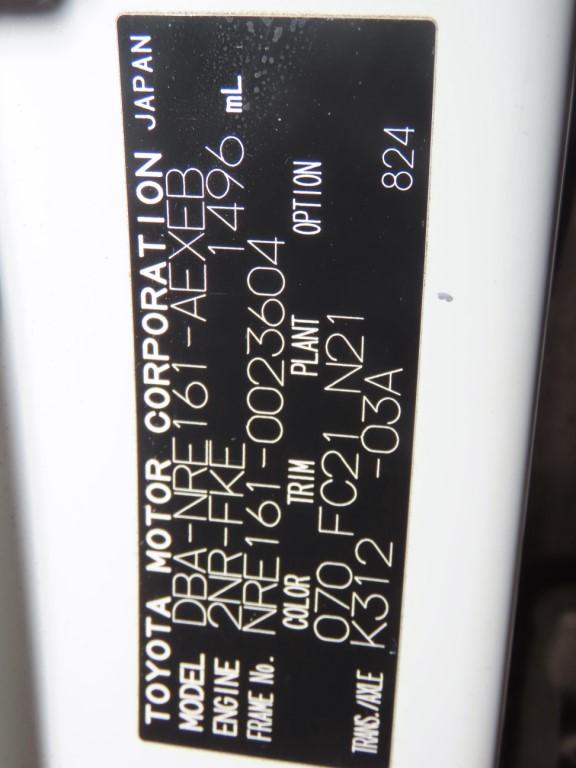 TOYOTA MOTOR CORPORATION JAPAN
MODEL DBA-NRE161-AEXEB
ENGINE 2NR-FKE 1496 mL
FRAME No. NRE161-0023604
COLOR TRIM PLANT OPTION
070 FC21 N21
TRANS./AXLE K312 -03A 824